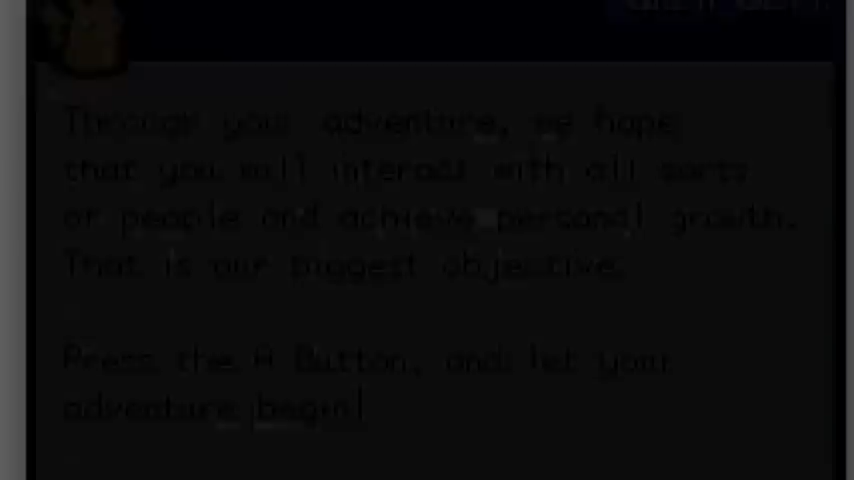 Through your adventure, we hope
that you will interact with all sorts
of people and achieve personal growth.
That is our biggest objective.
Press the A Button, and let your
adventure begin!